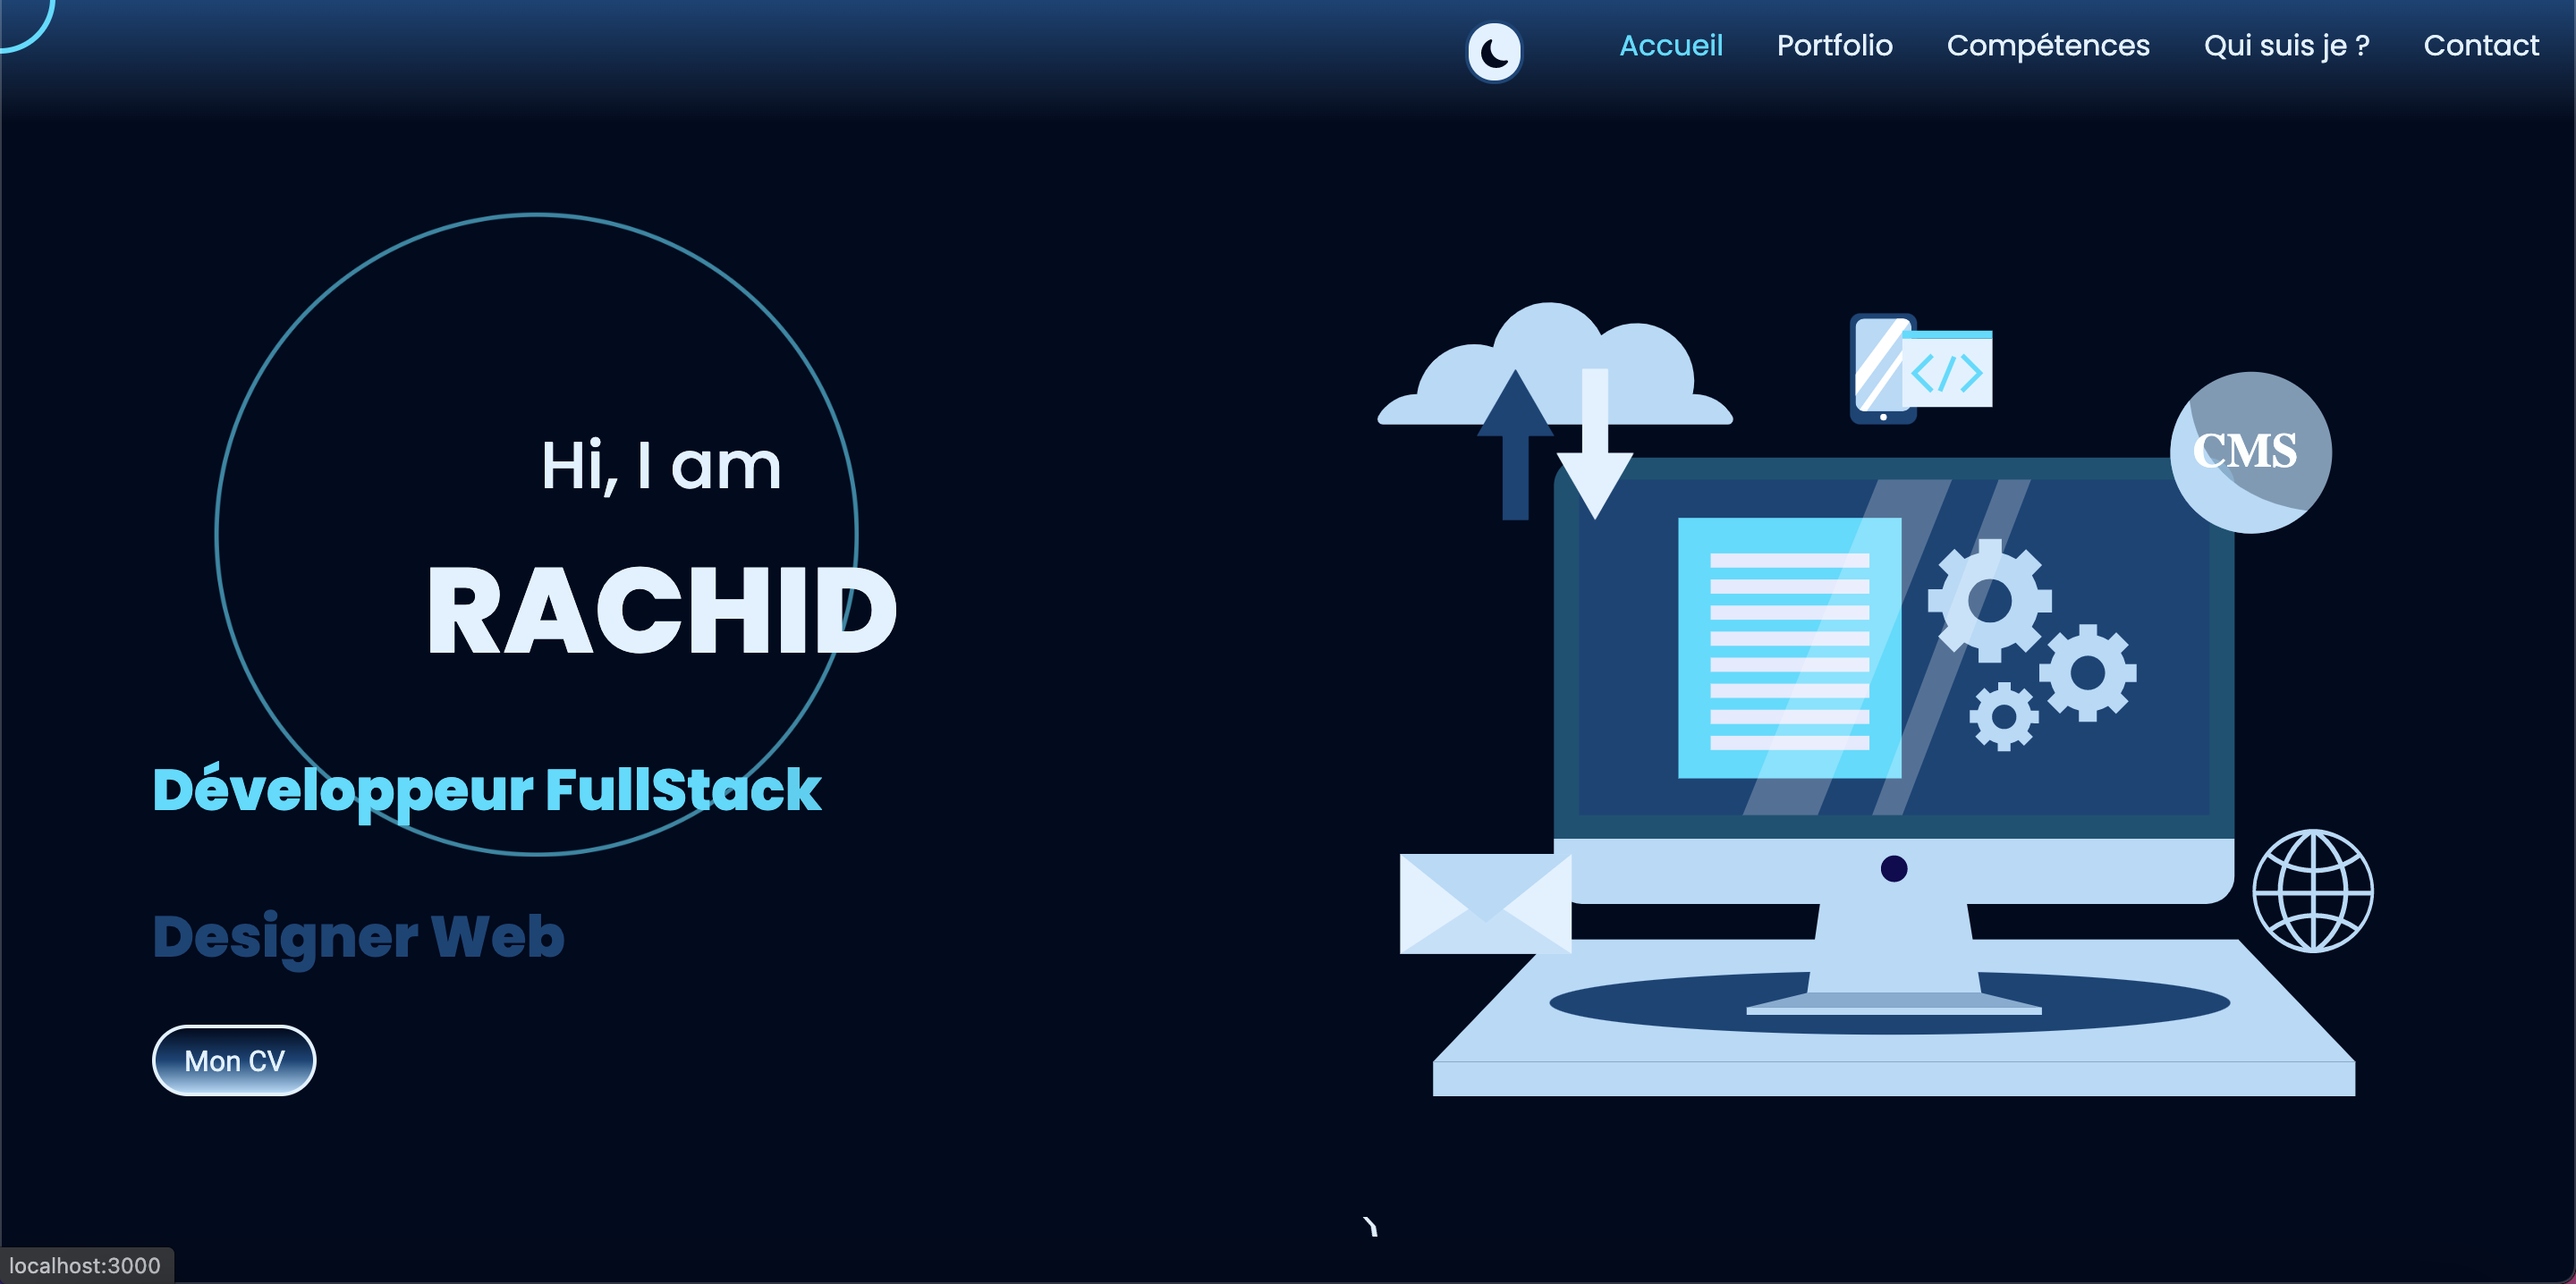 Accueil Portfolio Compétences Qui suis je ? Contact
Hi, I am
RACHID
Développeur FullStack
Designer Web
Mon CV
</>
CMS
localhost:3000